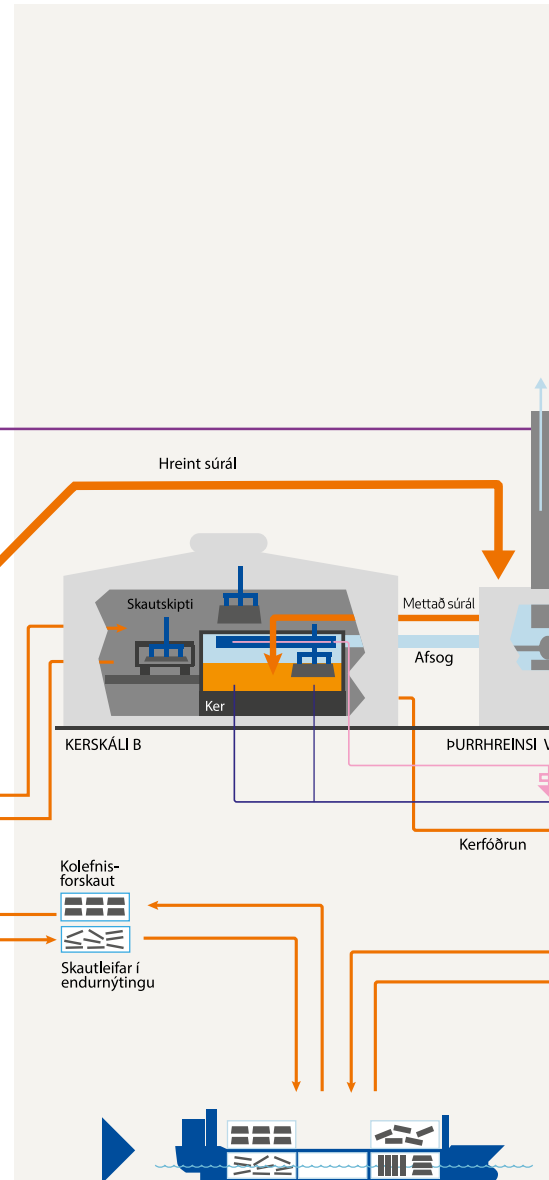 Hreint súrál
Skautskipti
Mettað súrál
Afsog
Ker
KERSKÁLI B
ÞURRHREINSI
Kerfóðrun
Kolefnis-
forskaut
Skautleifar í
endurnýtingu